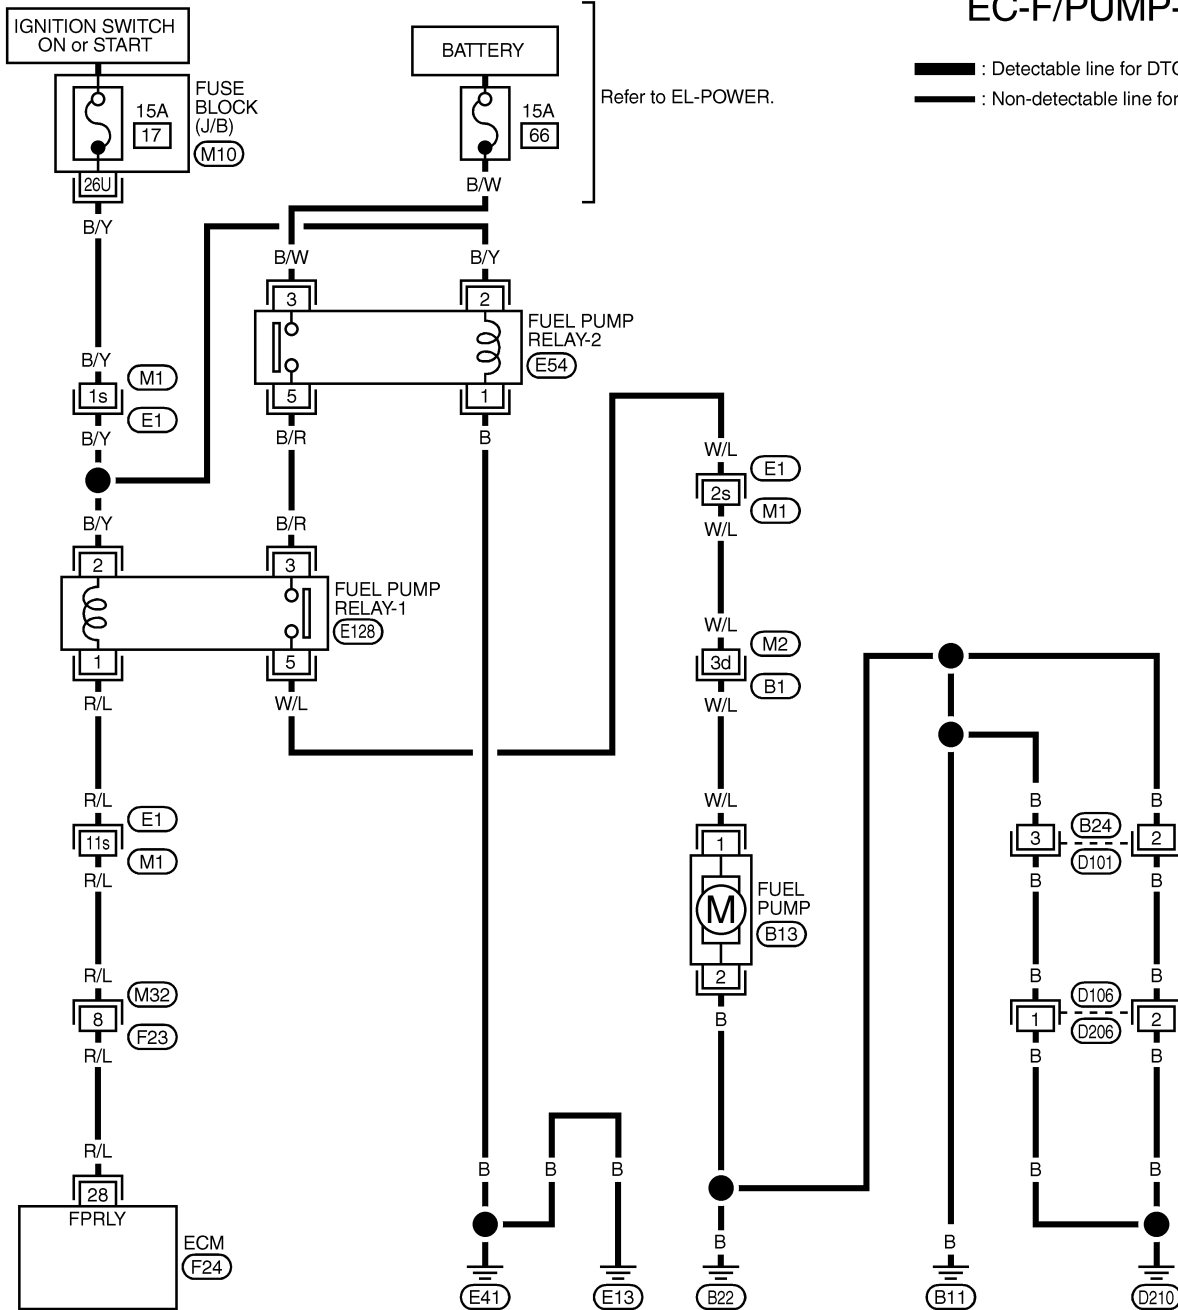 EC-F/PUMP-
IGNITION SWITCH
ON or START
BATTERY
: Detectable line for DTC
: Non-detectable line for
Refer to EL-POWER.
FUSE
BLOCK
(J/B)
M10
15A
17
15A
66
26U
B/W
B/Y
B/W
B/Y
3
2
FUEL PUMP
RELAY-2
E54
B/Y
M1
1s
E1
5
1
B/Y
B/R
B
W/L
E1
2s
M1
W/L
B/Y
B/R
2
3
FUEL PUMP
RELAY-1
E128
W/L
M2
3d
B1
W/L
1
5
R/L
W/L
R/L
E1
11s
M1
R/L
W/L
1
M
FUEL
PUMP
B13
2
B
B
B
3
B24
2
D101
B
B
R/L
M32
8
F23
R/L
B
B
D106
1
2
D206
B
B
R/L
28
FPRLY
ECM
F24
B
B
B
B
B
B
B
E41
E13
B22
B11
D210